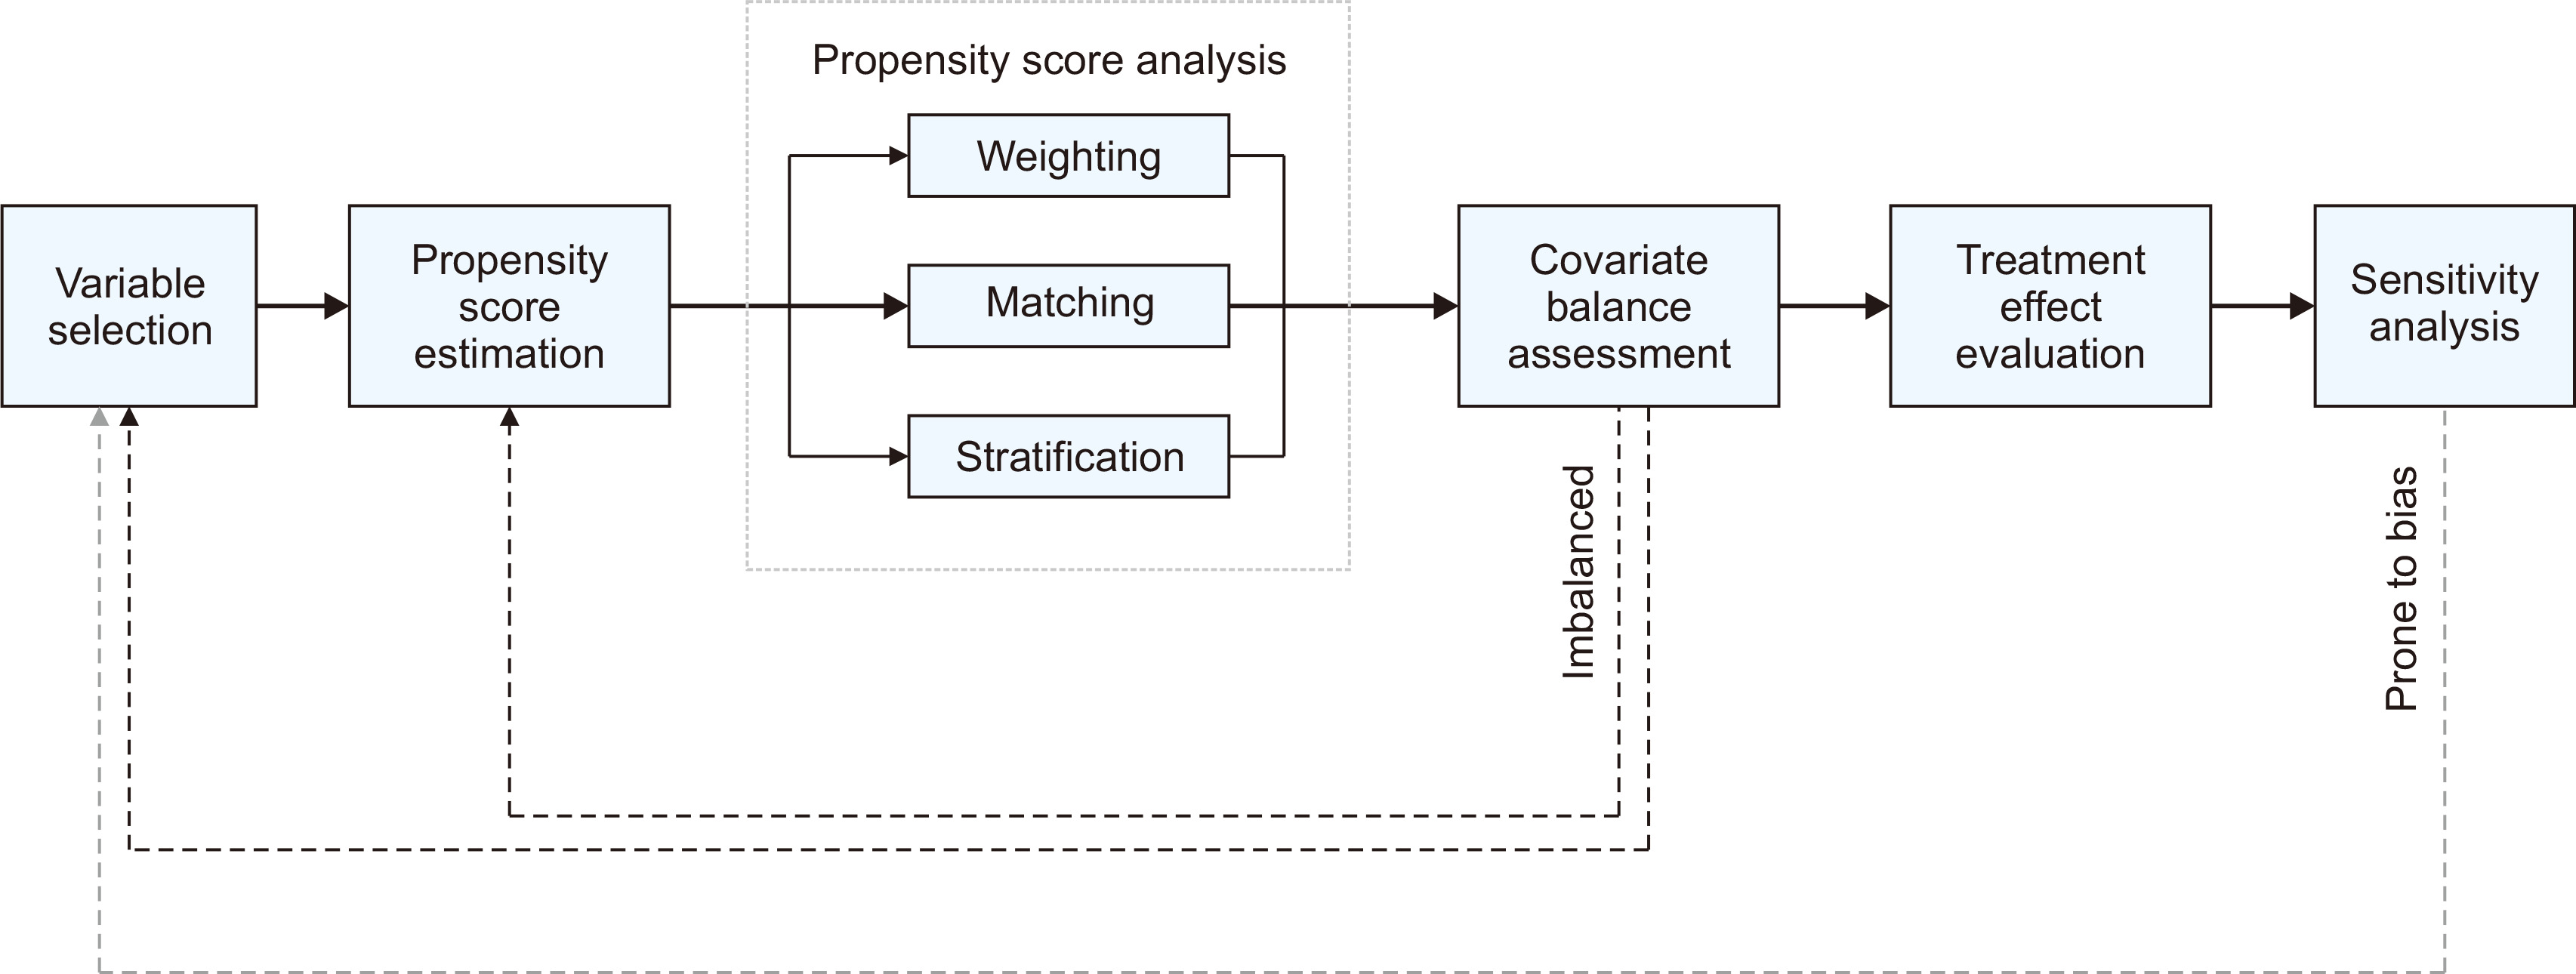 Propensity score analysis
Variable
selection
Propensity
score
estimation
Weighting
Matching
Stratification
Covariate
balance
assessment
Treatment
effect
evaluation
Sensitivity
analysis
Imbalanced
Prone to bias